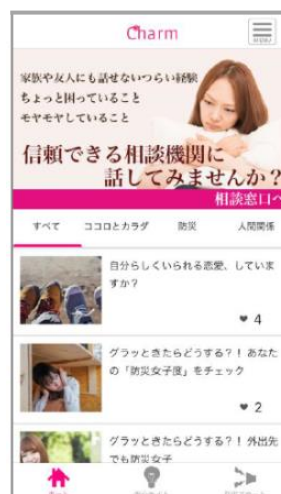 Charm
MENU
家族や友人にも話せないつらい経験
ちょっと困っていること
モヤモヤしていること
信頼できる相談機関に
話してみませんか？
相談窓口へ
すべて ココロとカラダ 防災 人間関係
自分らしくいられる恋愛、していま
すか？
♥ 4
グラッときたらどうする？！ あなた
の「防災女子度」をチェック
♥ 2
グラッときたらどうする？！ 外出先
でも防災女子